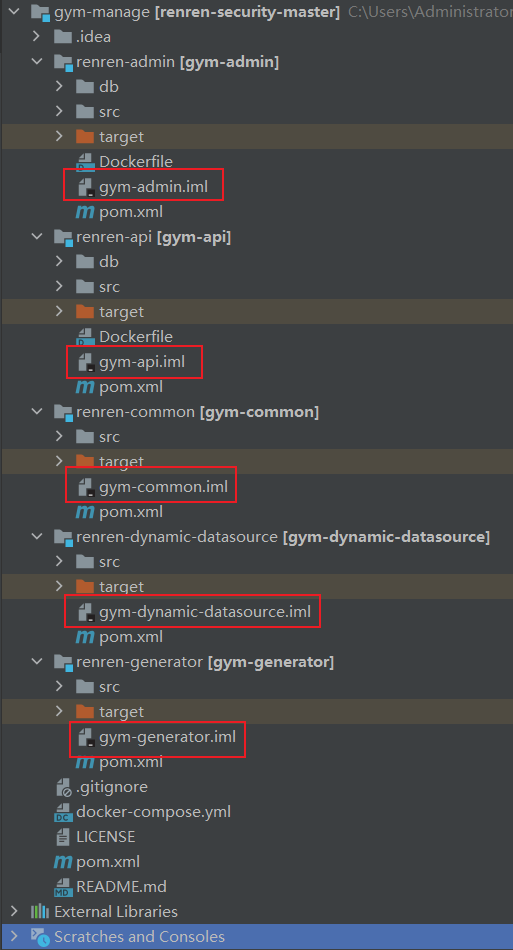 gym-manage [renren-security-master] C:\Users\Administrator
.idea
renren-admin [gym-admin]
db
src
target
Dockerfile
gym-admin.iml
pom.xml
renren-api [gym-api]
db
src
target
Dockerfile
gym-api.iml
pom.xml
renren-common [gym-common]
src
target
gym-common.iml
pom.xml
renren-dynamic-datasource [gym-dynamic-datasource]
src
target
gym-dynamic-datasource.iml
pom.xml
renren-generator [gym-generator]
src
target
gym-generator.iml
pom.xml
.gitignore
docker-compose.yml
LICENSE
pom.xml
README.md
External Libraries
Scratches and Consoles